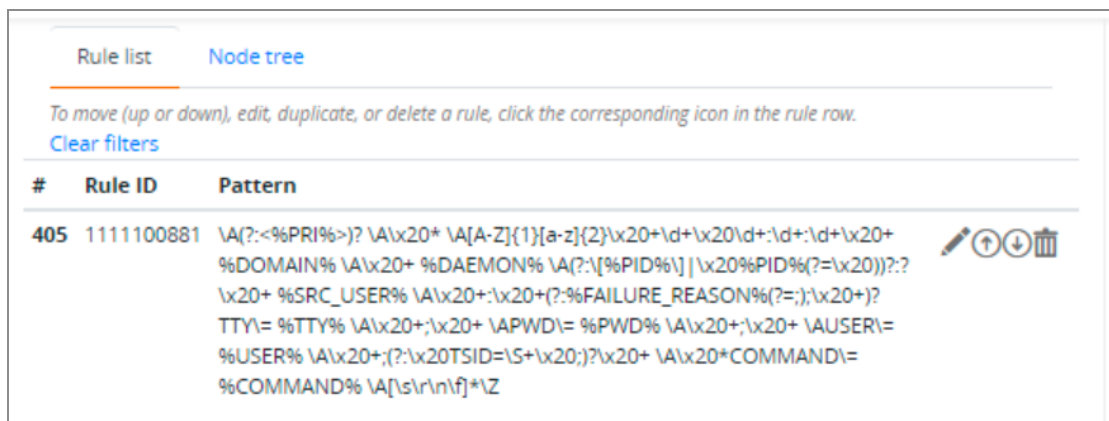 Rule list Node tree
To move (up or down), edit, duplicate, or delete a rule, click the corresponding icon in the rule row.
Clear filters
# Rule ID Pattern
405 1111100881 \A(?:<%PRI%>)? \A\x20* \A[A-Z]{1}[a-z]{2}\x20+\d+\x20\d+:\d+:\d+\x20+
%DOMAIN% \A\x20+ %DAEMON% \A(?:\[%PID%\]|\x20%PID%(?=\x20))?:?
\x20+ %SRC_USER% \A\x20+:\x20+(?:%FAILURE_REASON%(?=;);\x20+)?
TTY\= %TTY% \A\x20+;\x20+ \APWD\= %PWD% \A\x20+;\x20+ \AUSER\=
%USER% \A\x20+;(?:\x20TSID=\S+\x20;)?\x20+ \A\x20*COMMAND\=
%COMMAND% \A[\s\r\n\f]*\Z